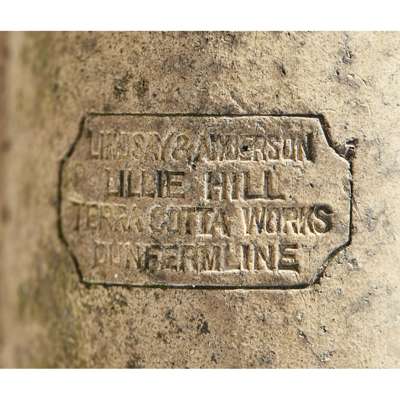 LINDSAY & ANDERSON
LILLIE HILL
TERRA COTTA WORKS
DUNFERMLINE